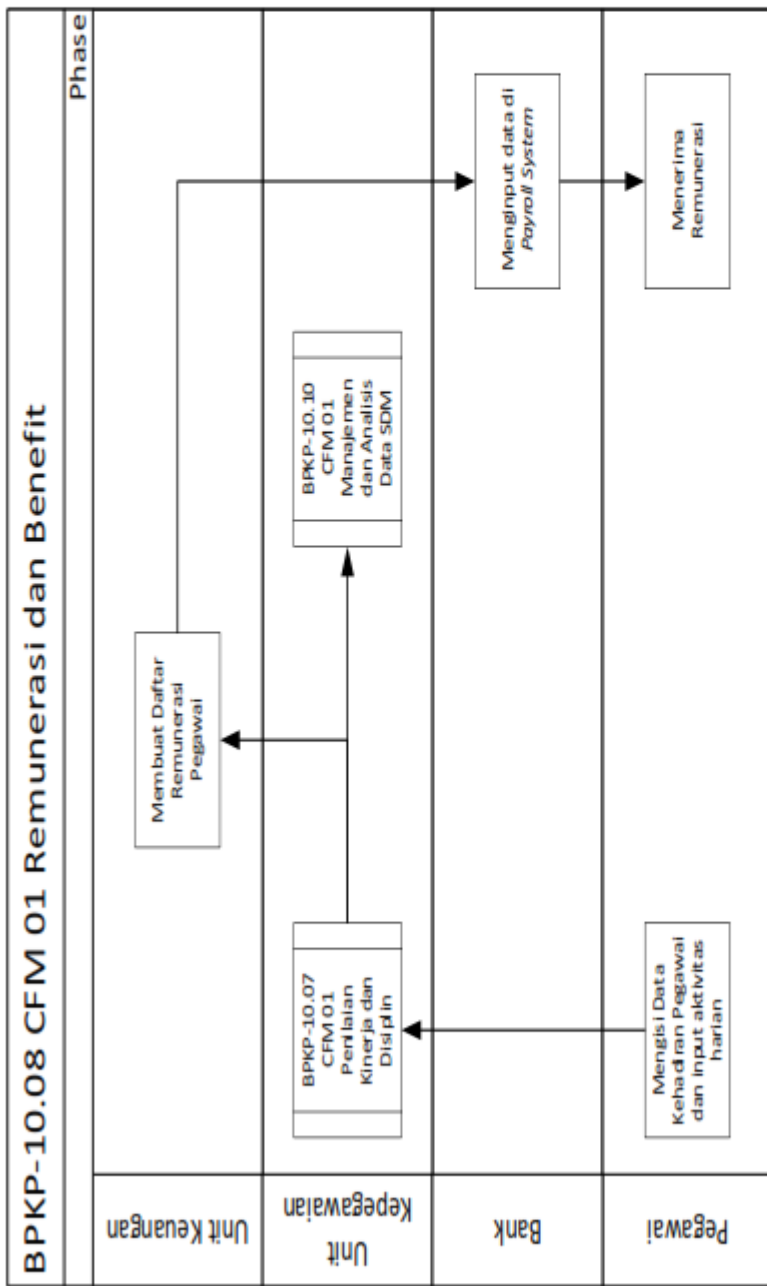 BPKP-10.08 CFM 01 Remunerasi dan Benefit
Phase
Unit Keuangan
Membuat Daftar
Remunerasi
Pegawai
Unit
Kepegawaian
BPKP-10.07
CFM 01
Penilaian
Kinerja dan
Disiplin
BPKP-10.10
CFM 01
Manajemen
dan Analisis
Data SDM
Bank
Menginput data di
Payroll System
Pegawai
Mengisi Data
Kehadiran Pegawai
dan input aktivitas
harian
Menerima
Remunerasi